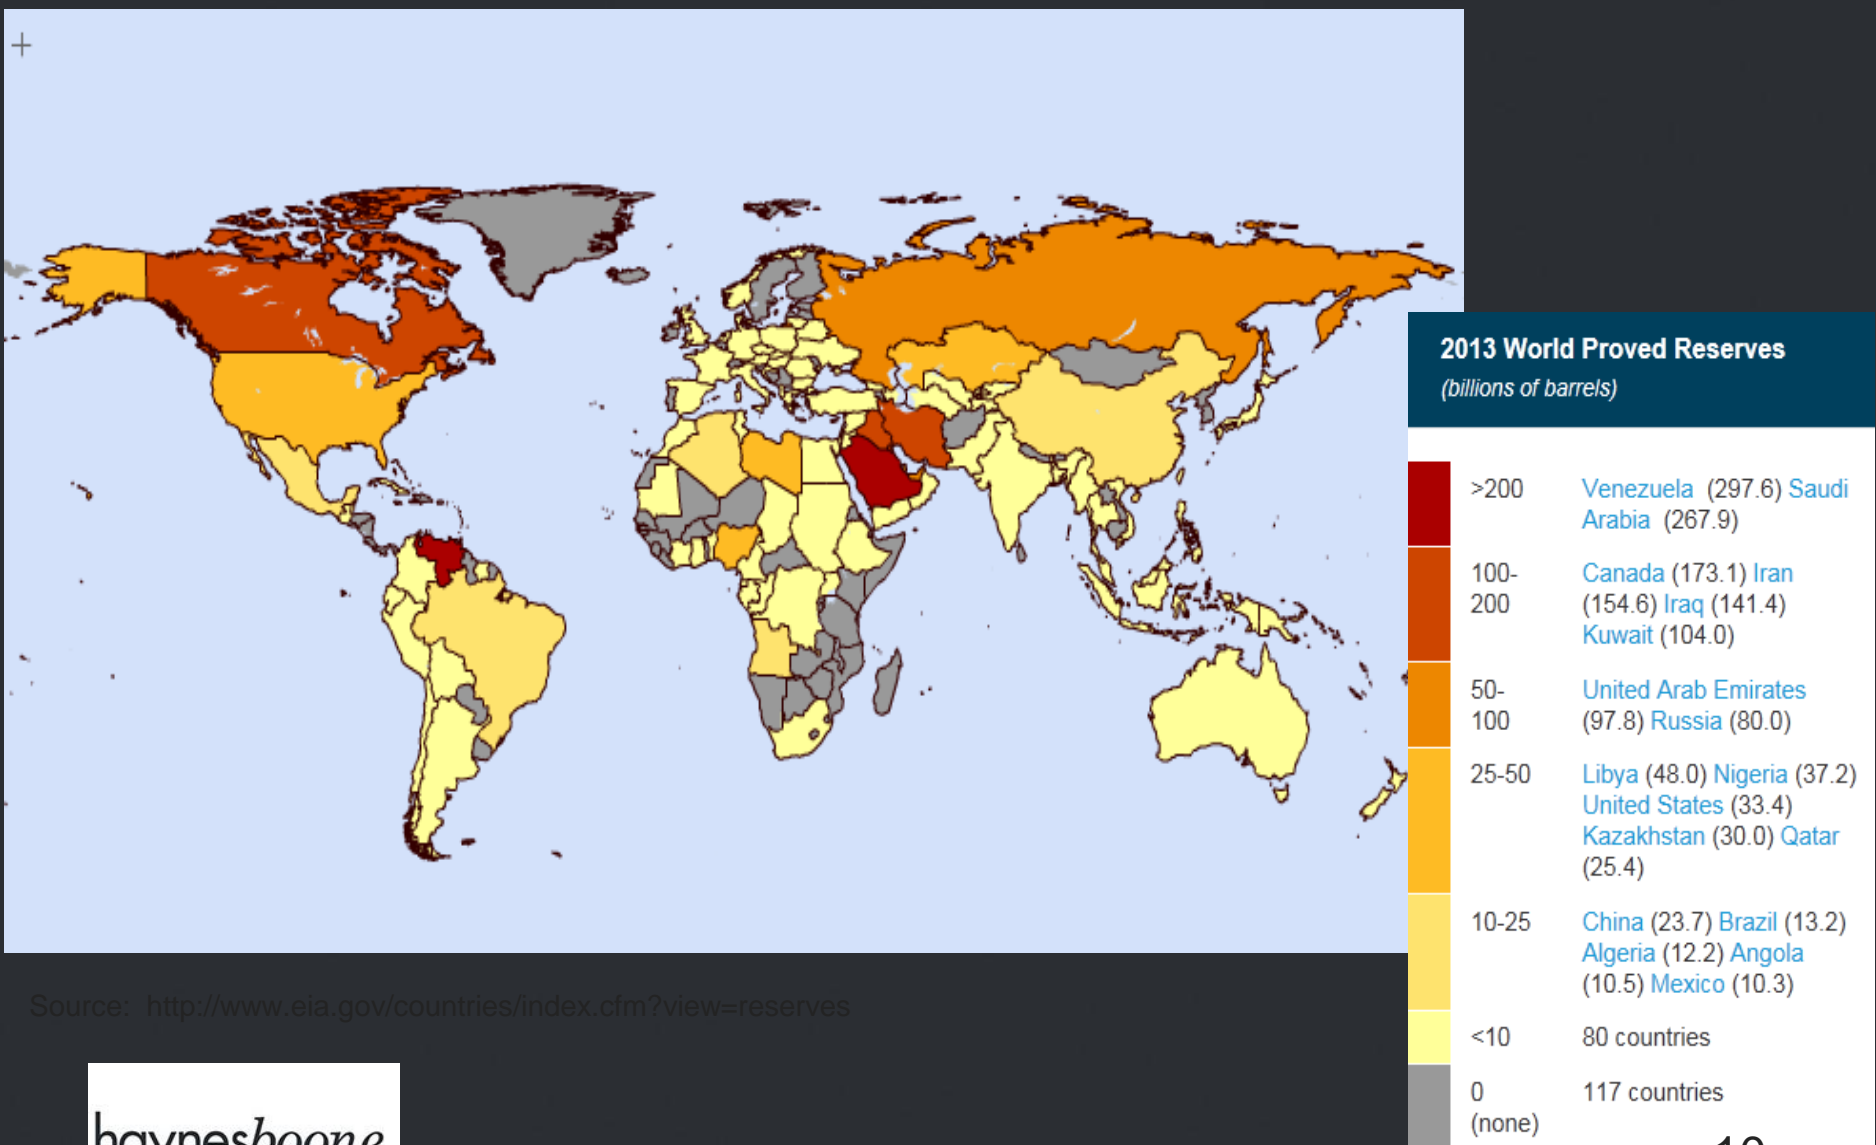 2013 World Proved Reserves
(billions of barrels)
>200 Venezuela (297.6) Saudi
Arabia (267.9)
100- Canada (173.1) Iran
200 (154.6) Iraq (141.4)
Kuwait (104.0)
50- United Arab Emirates
100 (97.8) Russia (80.0)
25-50 Libya (48.0) Nigeria (37.2)
United States (33.4)
Kazakhstan (30.0) Qatar
(25.4)
10-25 China (23.7) Brazil (13.2)
Algeria (12.2) Angola
(10.5) Mexico (10.3)
<10 80 countries
0 117 countries
(none)
Source: http://www.eia.gov/countries/index.cfm?view=reserves
haynesboone